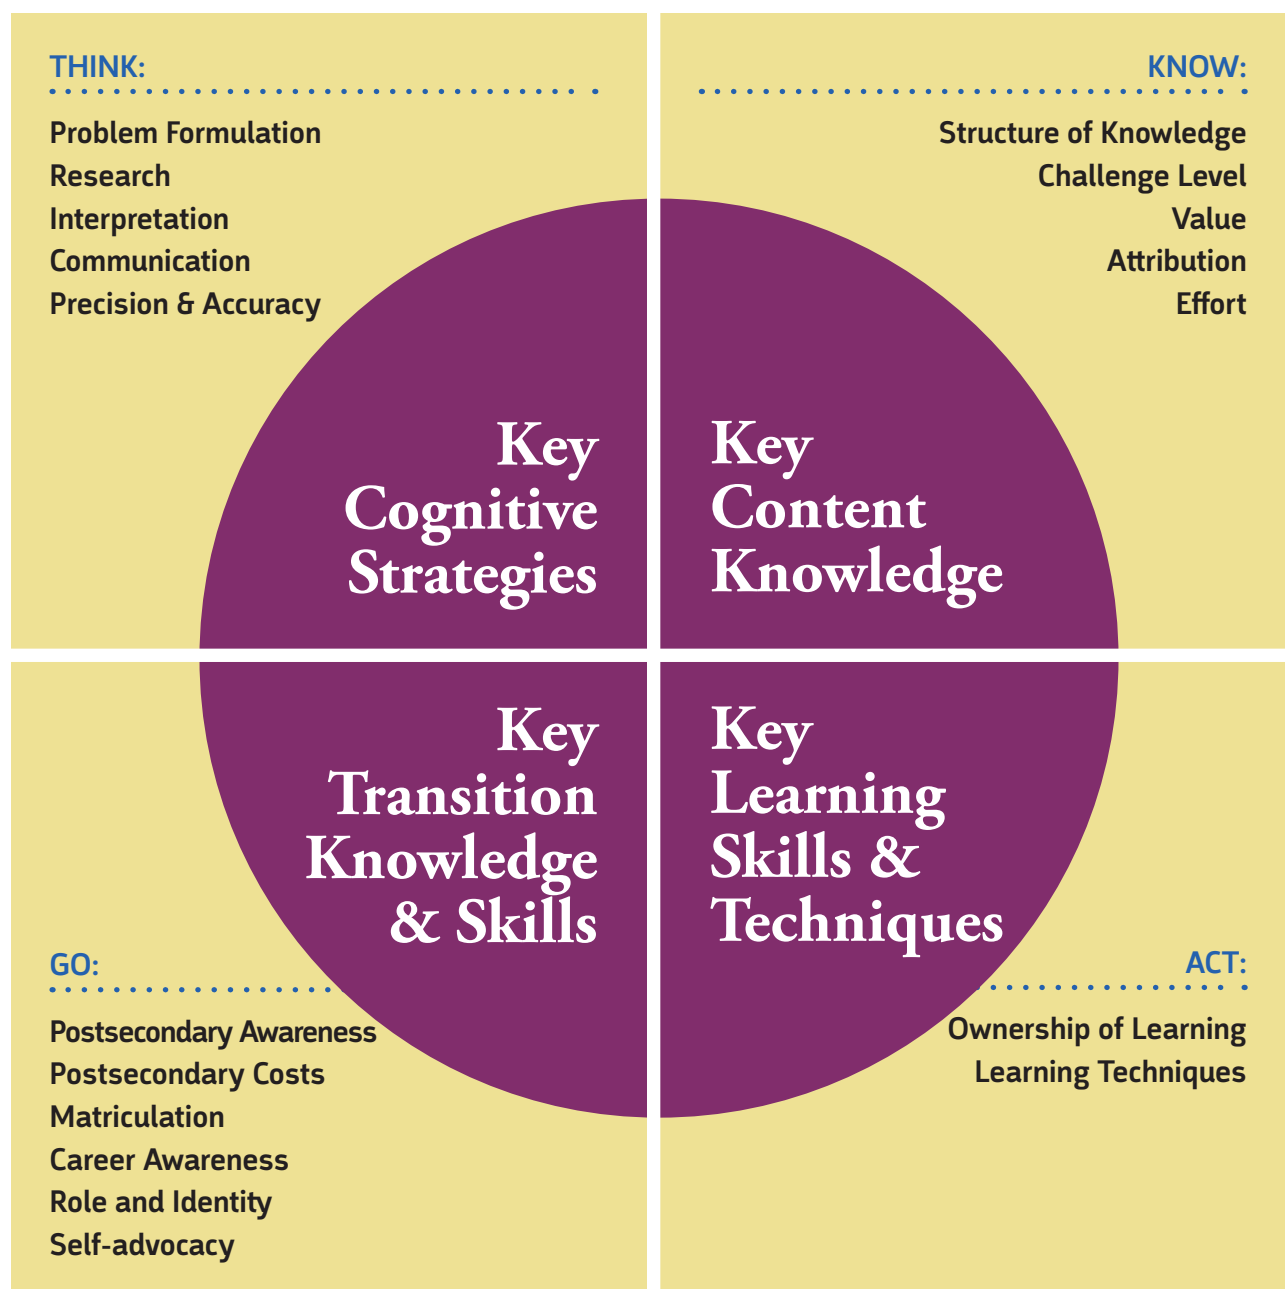 THINK:
Problem Formulation
Research
Interpretation
Communication
Precision & Accuracy
Key
Cognitive
Strategies
KNOW:
Structure of Knowledge
Challenge Level
Value
Attribution
Effort
Key
Content
Knowledge
Key
Transition
Knowledge
& Skills
GO:
Postsecondary Awareness
Postsecondary Costs
Matriculation
Career Awareness
Role and Identity
Self-advocacy
Key
Learning
Skills &
Techniques
ACT:
Ownership of Learning
Learning Techniques